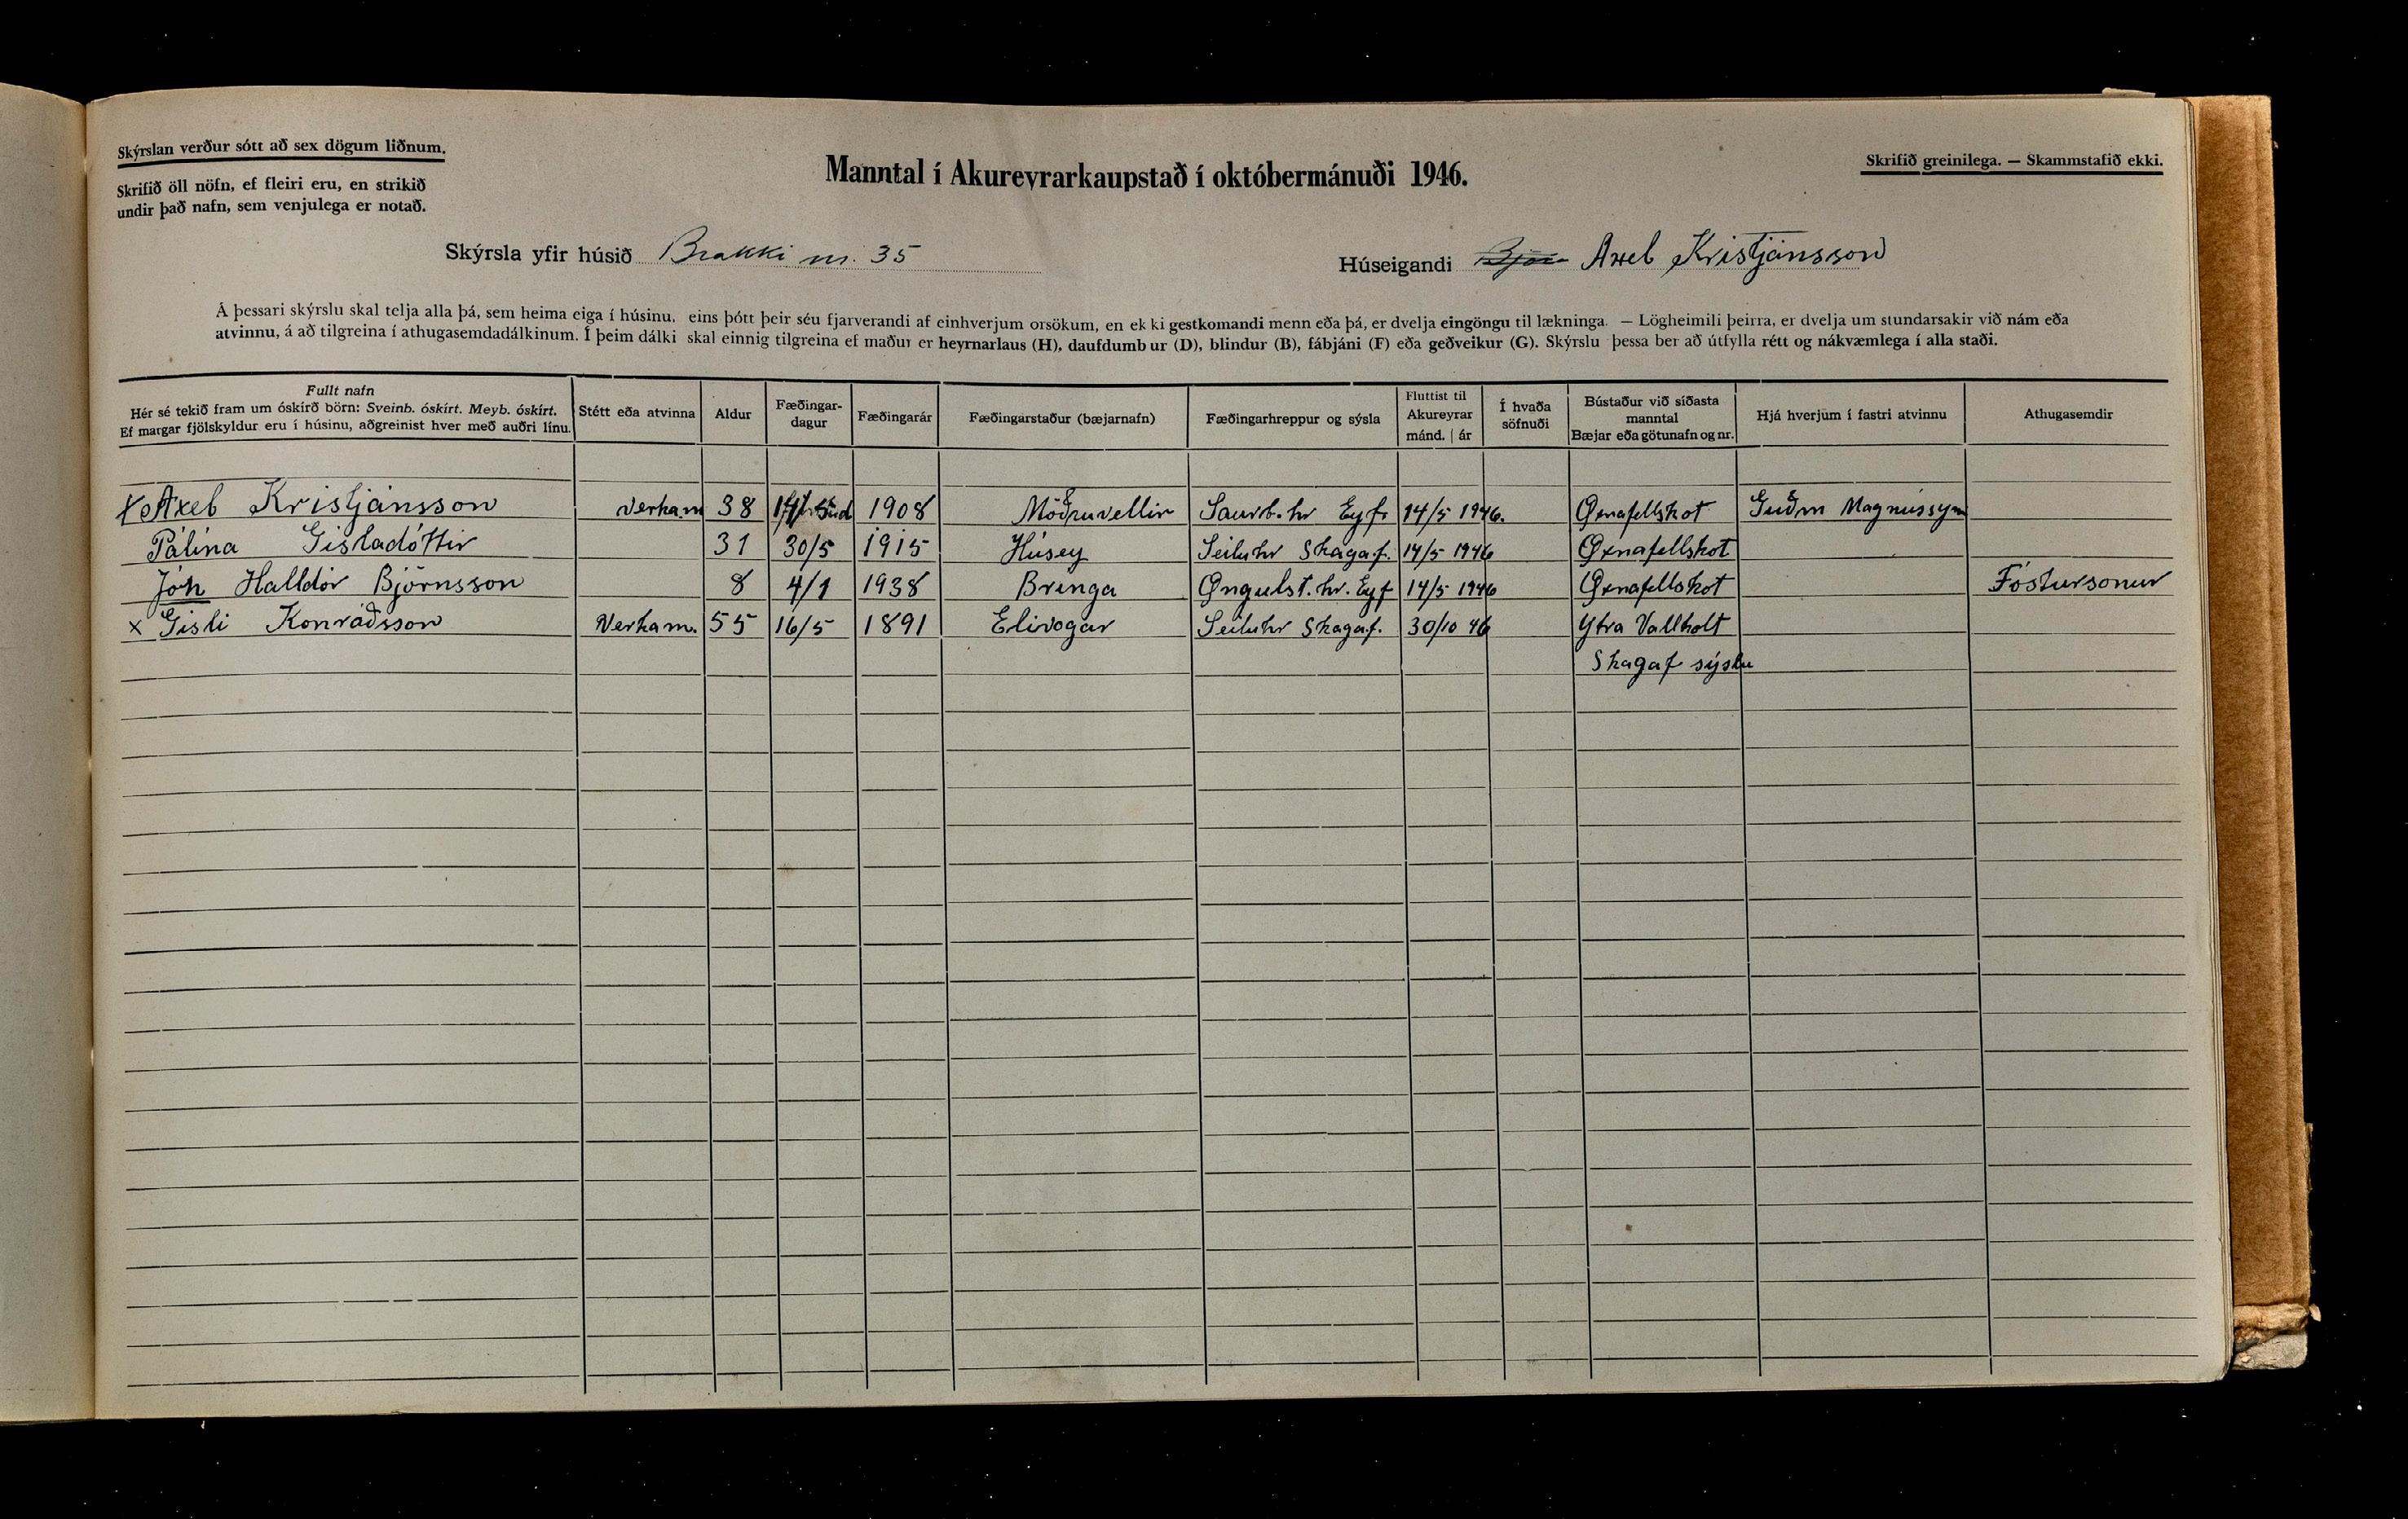 Skýrslan verður sótt að sex dögum liðnum.
Skrifið öll nöfn, ef fleiri eru, en strikið
undir það nafn, sem venjulega er notað.
Manntal í Akureyrarkaupstað í októbermánuði 1946.
Skrifið greinilega. — Skammstafið ekki.
Skýrsla yfir húsið Brakki nr. 35
Húseigandi Axel Kristjánsson
Á þessari skýrslu skal telja alla þá, sem heima eiga í húsinu, eins þótt þeir séu fjarverandi af einhverjum orsökum, en ekki gestkomandi menn eða þá, er dvelja eingöngu til lækninga. — Lögheimili þeirra, er dvelja um stundarsakir við nám eða
atvinnu, á að tilgreina í athugasemdadálkinum. Í þeim dálki skal einnig tilgreina ef maður er heyrnarlaus (H), daufdumbur (D), blindur (B), fábjáni (F) eða geðveikur (G). Skýrslu þessa ber að útfylla rétt og nákvæmlega í alla staði.
Fullt nafn
Hér sé tekið fram um óskírð börn: Sveinb. óskírt. Meyb. óskírt.
Ef margar fjölskyldur eru í húsinu, aðgreinist hver með auðri línu.
Stétt eða atvinna
Aldur
Fæðingar-
dagur
Fæðingarár
Fæðingarstaður (bæjarnafn)
Fæðingarhreppur og sýsla
Fluttist til
Akureyrar
mánd. | ár
Í hvaða
söfnuði
Bústaður við síðasta
manntal
Bæjar eða götunafn og nr.
Hjá hverjum í fastri atvinnu
Athugasemdir
x Axel Kristjánsson Verkam 38 1908 Möðruvellir Saurb.hr Eyf. 14/5 1946. Øxnafellskot Guðm Magnússyni
Pálína Gísladóttir 31 30/5 1915 Húsey Seiluhr Skagaf. 14/5 1946 Øxnafellskot
Jón Halldór Björnsson 8 4/1 1938 Bringa Øngulst.hr. Eyf 14/5 1946 Øxnafellskot Fóstursonur
x Gísli Konráðsson Verkam. 55 16/5 1891 Elivogar Seiluhr Skagaf. 30/10 46 Ytra Vallholt
Skagaf sýslu